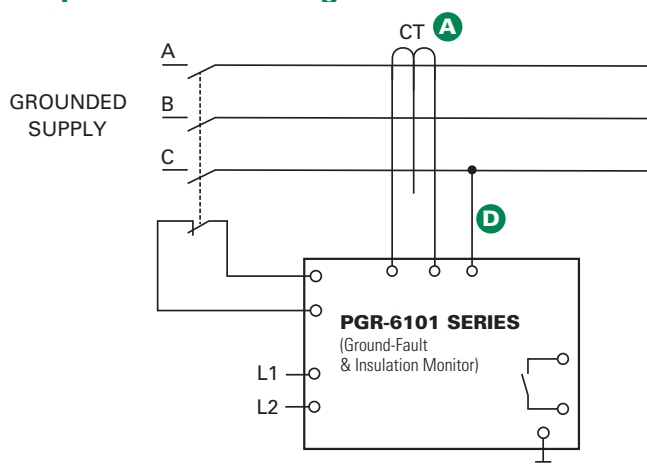 CT A
A
GROUNDED
SUPPLY
B
C
D
PGR-6101 SERIES
(Ground-Fault
& Insulation Monitor)
L1
L2